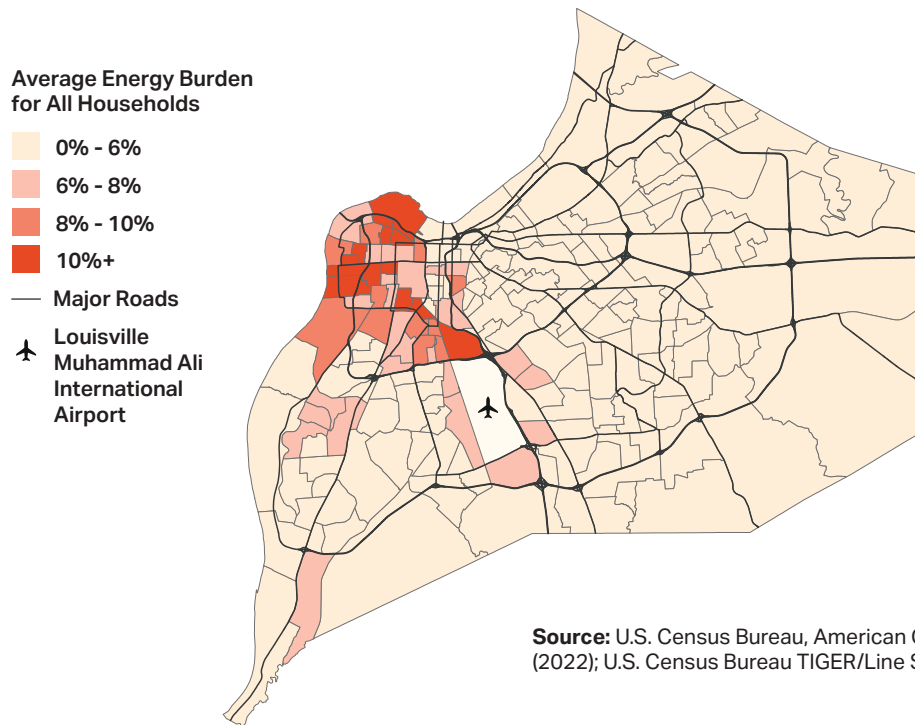 Average Energy Burden
for All Households
0% - 6%
6% - 8%
8% - 10%
10%+
Major Roads
Louisville
Muhammad Ali
International
Airport
Source: U.S. Census Bureau, American
(2022); U.S. Census Bureau TIGER/Line